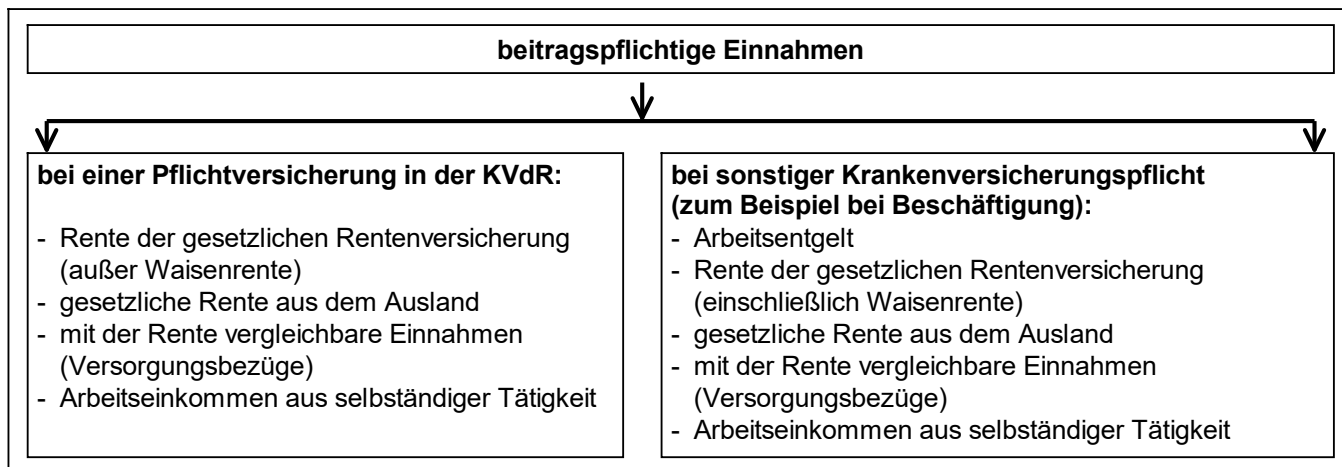 beitragspflichtige Einnahmen
bei einer Pflichtversicherung in der KVdR:
- Rente der gesetzlichen Rentenversicherung
(außer Waisenrente)
- gesetzliche Rente aus dem Ausland
- mit der Rente vergleichbare Einnahmen
(Versorgungsbezüge)
- Arbeitseinkommen aus selbständiger Tätigkeit
bei sonstiger Krankenversicherungspflicht
(zum Beispiel bei Beschäftigung):
- Arbeitsentgelt
- Rente der gesetzlichen Rentenversicherung
(einschließlich Waisenrente)
- gesetzliche Rente aus dem Ausland
- mit der Rente vergleichbare Einnahmen
(Versorgungsbezüge)
- Arbeitseinkommen aus selbständiger Tätigkeit